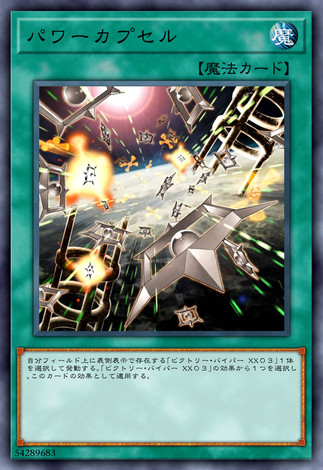 パワーカプセル
魔
【魔法カード】
自分フィールド上に表側表示で存在する「ビクトリー・バイパー XX03」1体
を選択して発動する。「ビクトリー・バイパー XX03」の効果から1つを選択し
、このカードの効果として適用する。
54289683